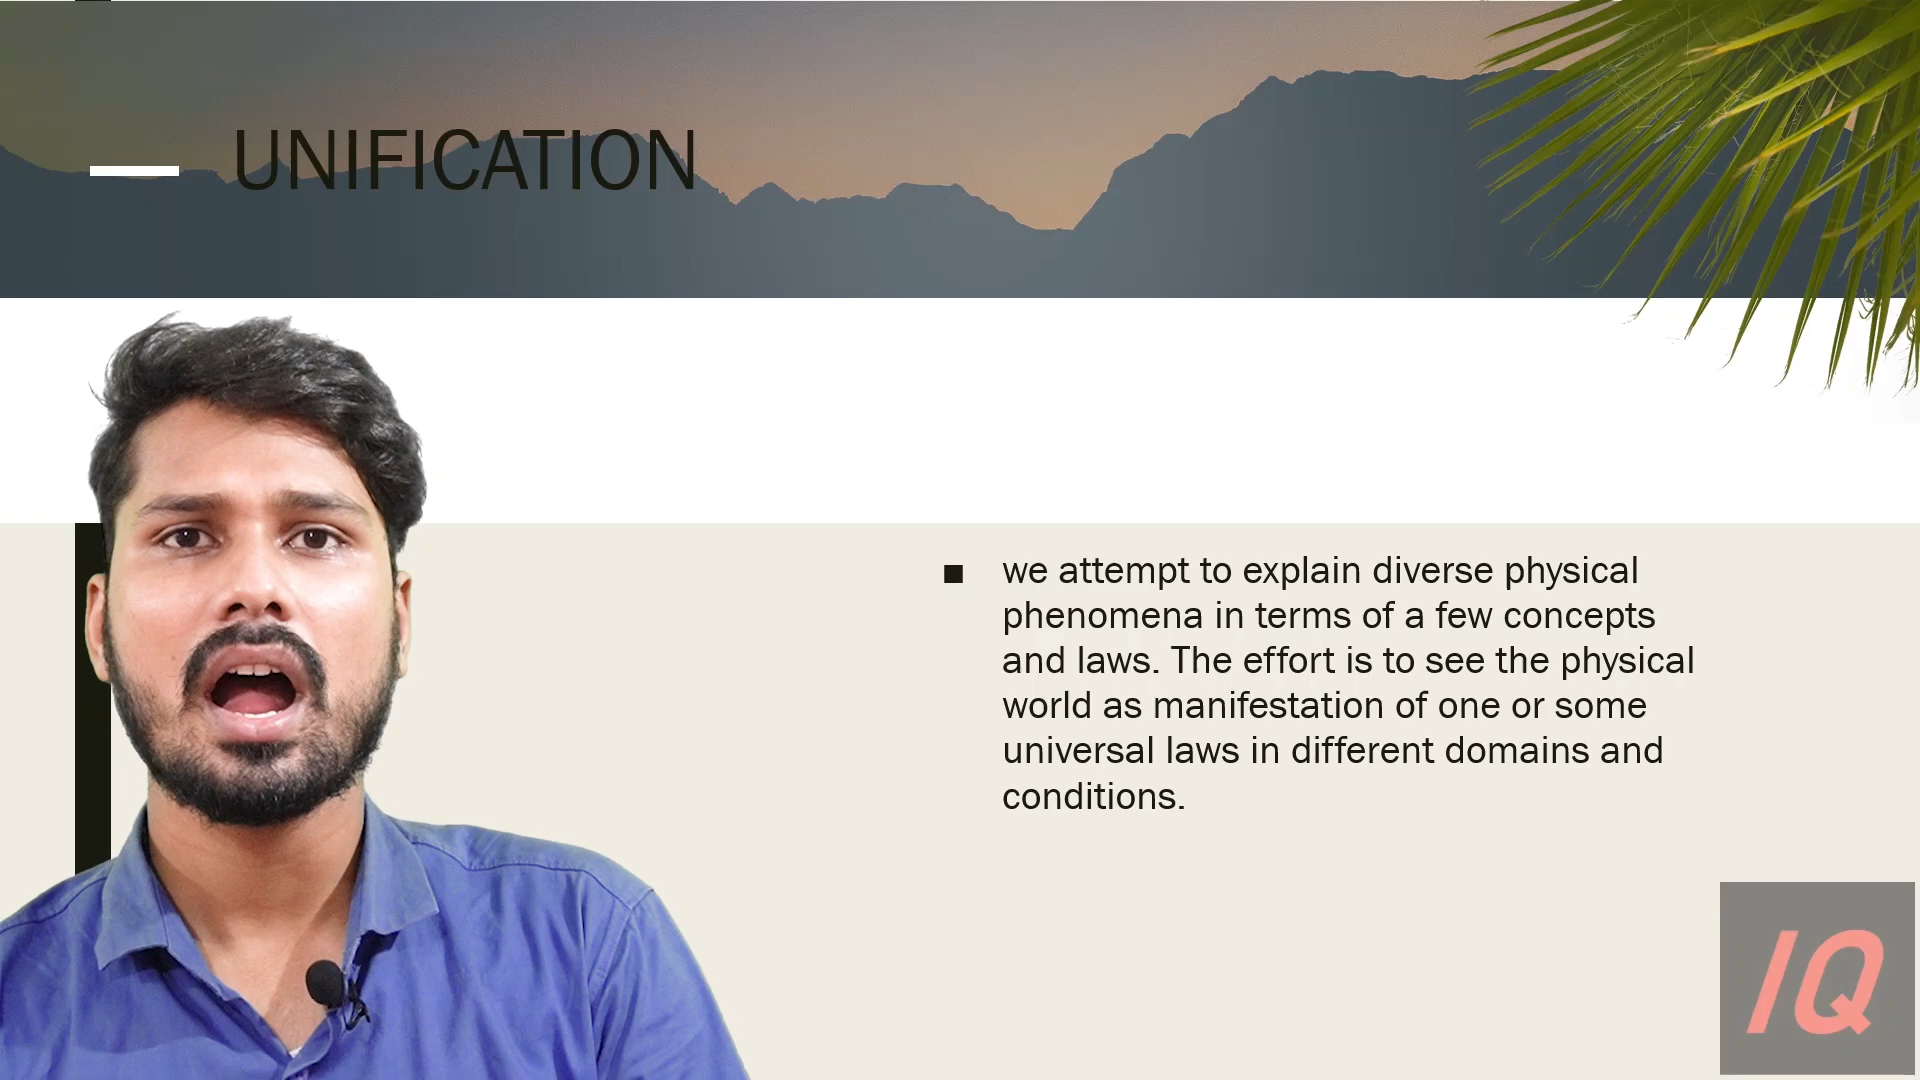 UNIFICATION
■ we attempt to explain diverse physical
phenomena in terms of a few concepts
and laws. The effort is to see the physical
world as manifestation of one or some
universal laws in different domains and
conditions.
IQ